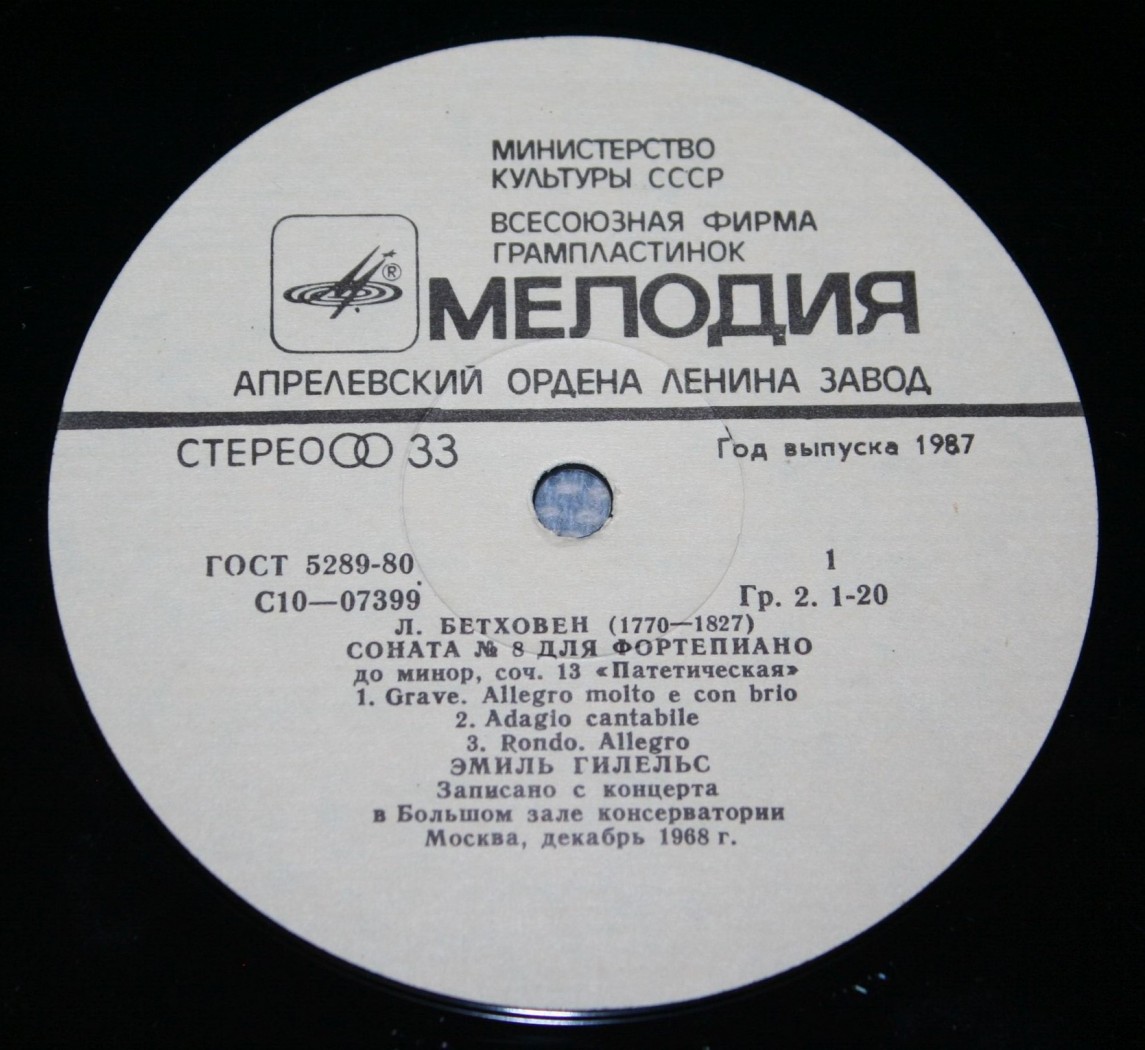 МИНИСТЕРСТВО
КУЛЬТУРЫ СССР
ВСЕСОЮЗНАЯ ФИРМА
ГРАМПЛАСТИНОК
®
МЕЛОДИЯ
АПРЕЛЕВСКИЙ ОРДЕНА ЛЕНИНА ЗАВОД
СТЕРЕО 33
Год выпуска 1987
ГОСТ 5289-80
1
С10—07399
Гр. 2. 1-20
Л. БЕТХОВЕН (1770—1827)
СОНАТА № 8 ДЛЯ ФОРТЕПИАНО
до минор, соч. 13 «Патетическая»
1. Grave. Allegro molto e con brio
2. Adagio cantabile
3. Rondo. Allegro
ЭМИЛЬ ГИЛЕЛЬС
Записано с концерта
в Большом зале консерватории
Москва, декабрь 1968 г.